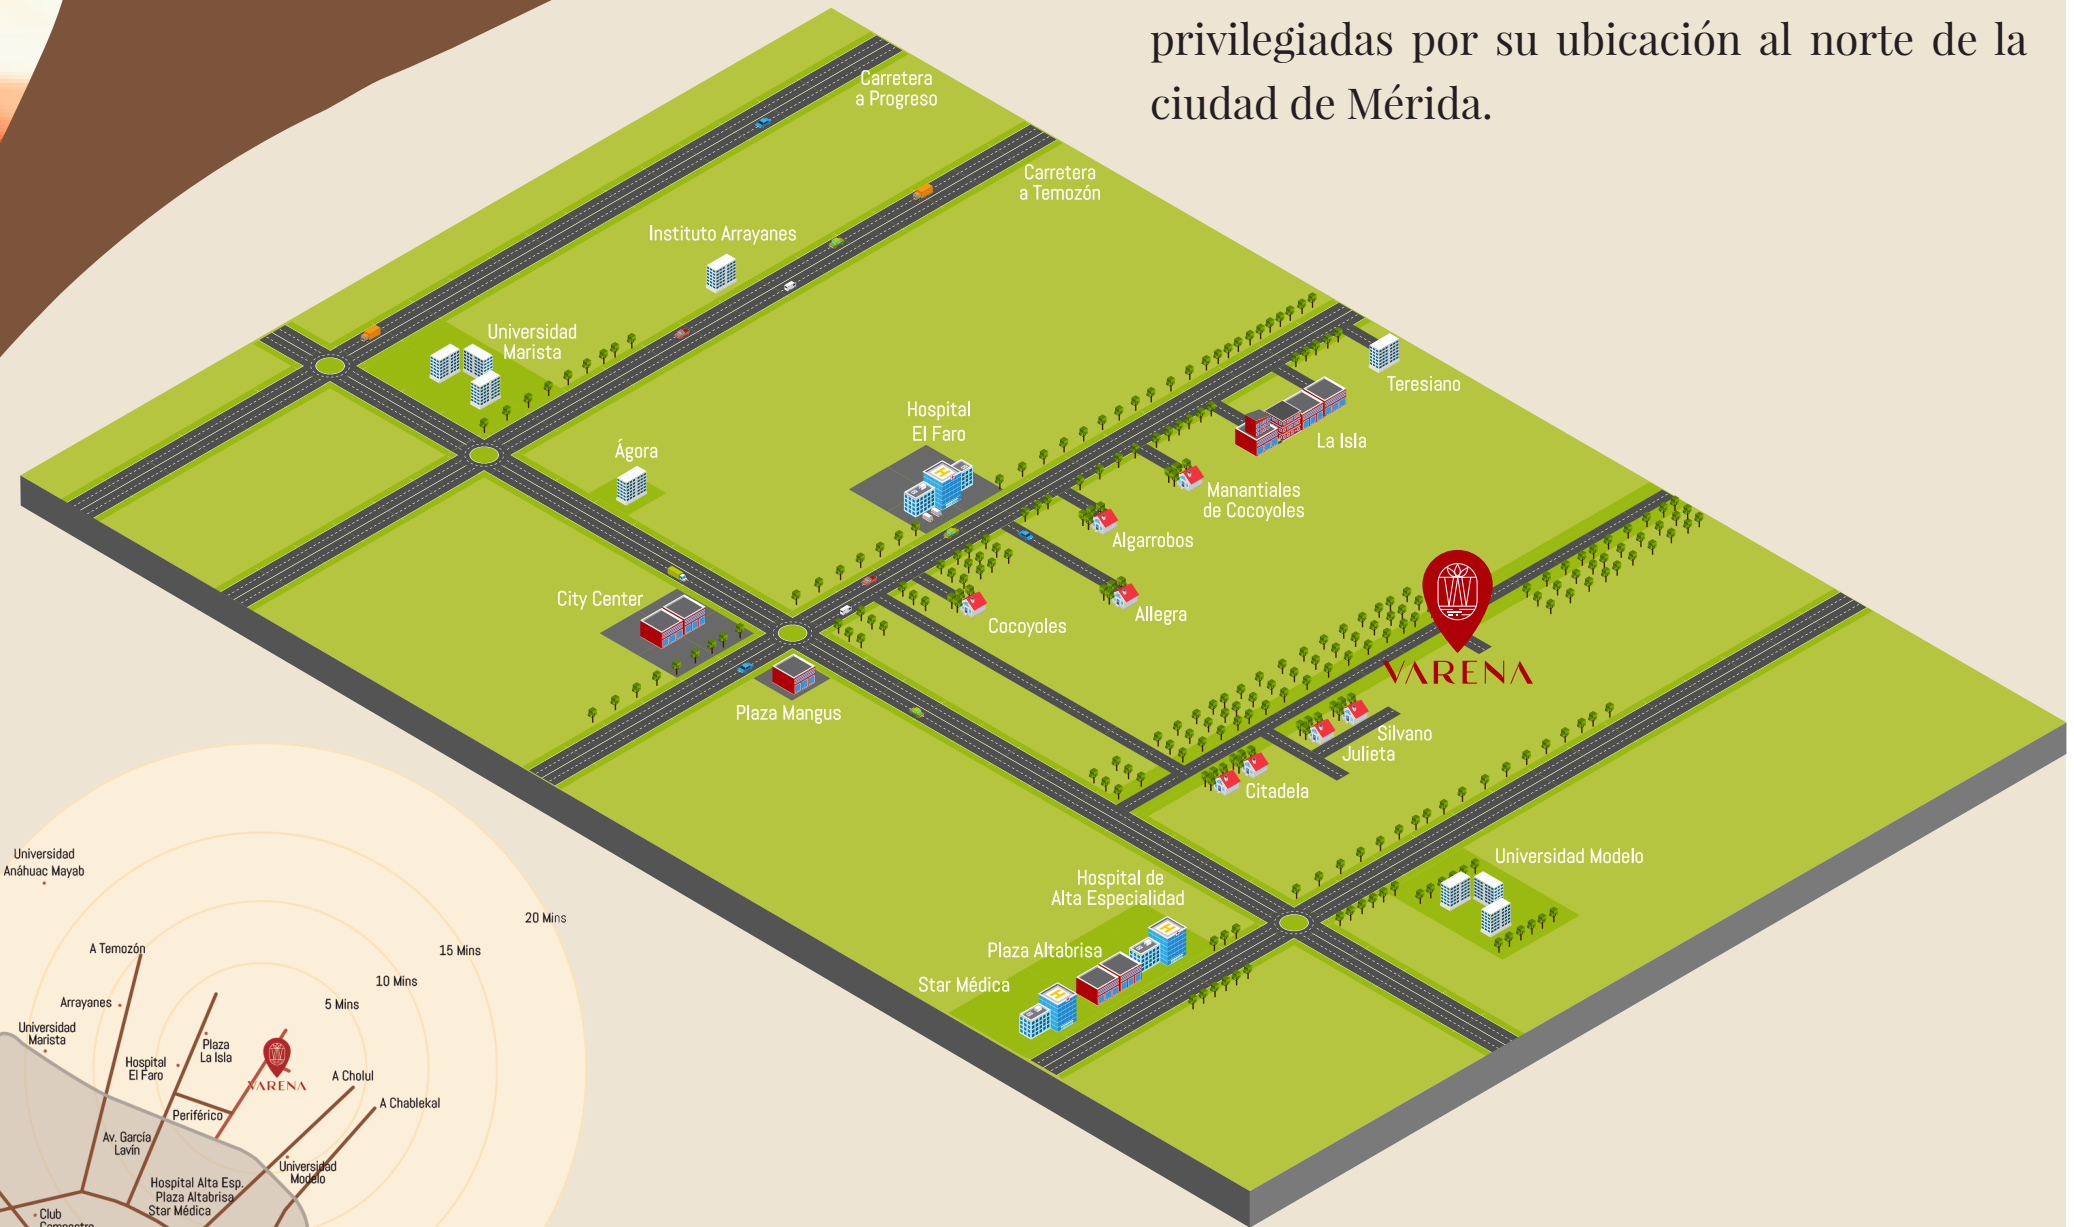 privilegiadas por su ubicación al norte de la
ciudad de Mérida.
Carretera
a Progreso
Carretera
a Temozón
Instituto Arrayanes
Universidad
Marista
Teresiano
Hospital
El Faro
La Isla
Ágora
Manantiales
de Cocoyoles
Algarrobos
City Center
Allegra
Cocoyoles
VARENA
Plaza Mangus
Silvano
Julieta
Citadela
Universidad Modelo
Hospital de
Alta Especialidad
Plaza Altabrisa
Star Médica
Universidad
Anáhuac Mayab
20 Mins
15 Mins
10 Mins
5 Mins
A Temozón
Arrayanes
Universidad
Marista
Plaza
La Isla
Hospital
El Faro
VARENA
A Cholul
A Chablekal
Periférico
Av. García
Lavín
Universidad
Modelo
Hospital Alta Esp.
Plaza Altabrisa
Star Médica
Club